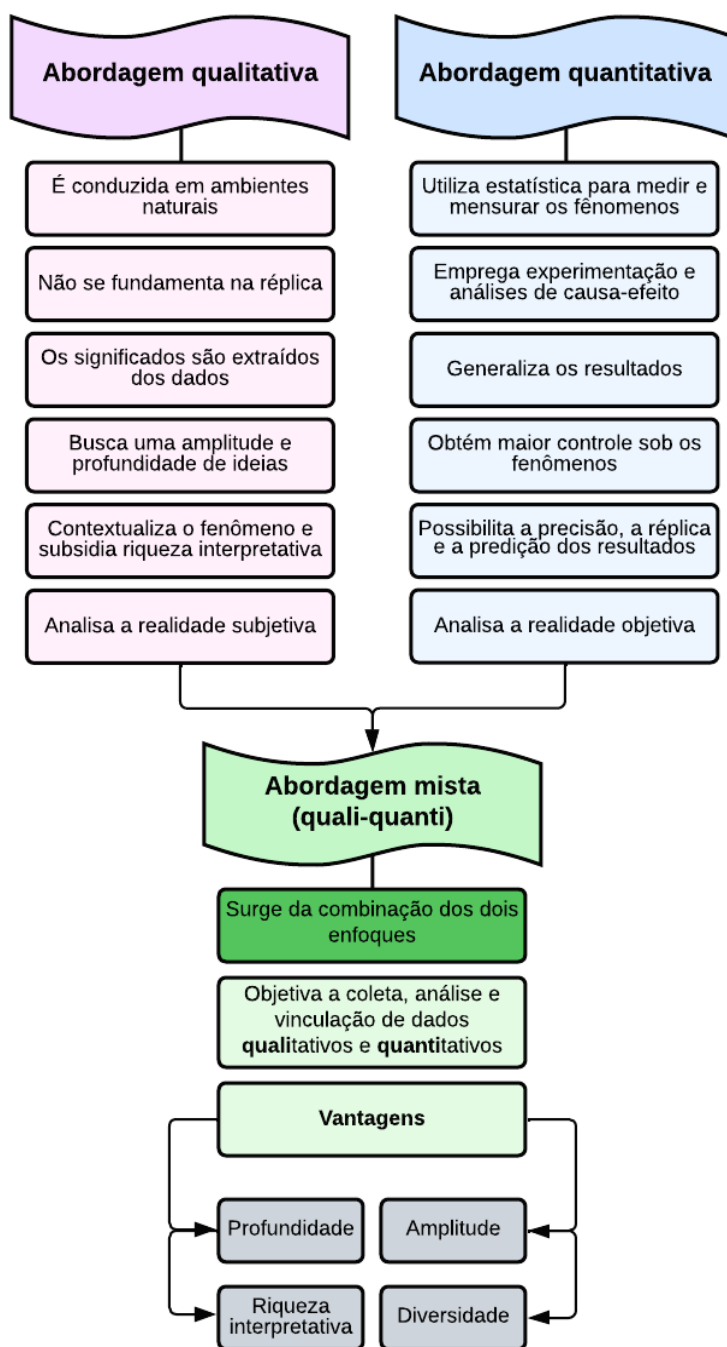 Abordagem qualitativa
É conduzida em ambientes
naturais
Não se fundamenta na réplica
Os significados são extraídos
dos dados
Busca uma amplitude e
profundidade de ideias
Contextualiza o fenômeno e
subsidia riqueza interpretativa
Analisa a realidade subjetiva
Abordagem quantitativa
Utiliza estatística para medir e
mensurar os fênomenos
Emprega experimentação e
análises de causa-efeito
Generaliza os resultados
Obtém maior controle sob os
fenômenos
Possibilita a precisão, a réplica
e a predição dos resultados
Analisa a realidade objetiva
Abordagem mista
(quali-quanti)
Surge da combinação dos dois
enfoques
Objetiva a coleta, análise e
vinculação de dados
qualitativos e quantitativos
Vantagens
Profundidade
Amplitude
Riqueza
interpretativa
Diversidade